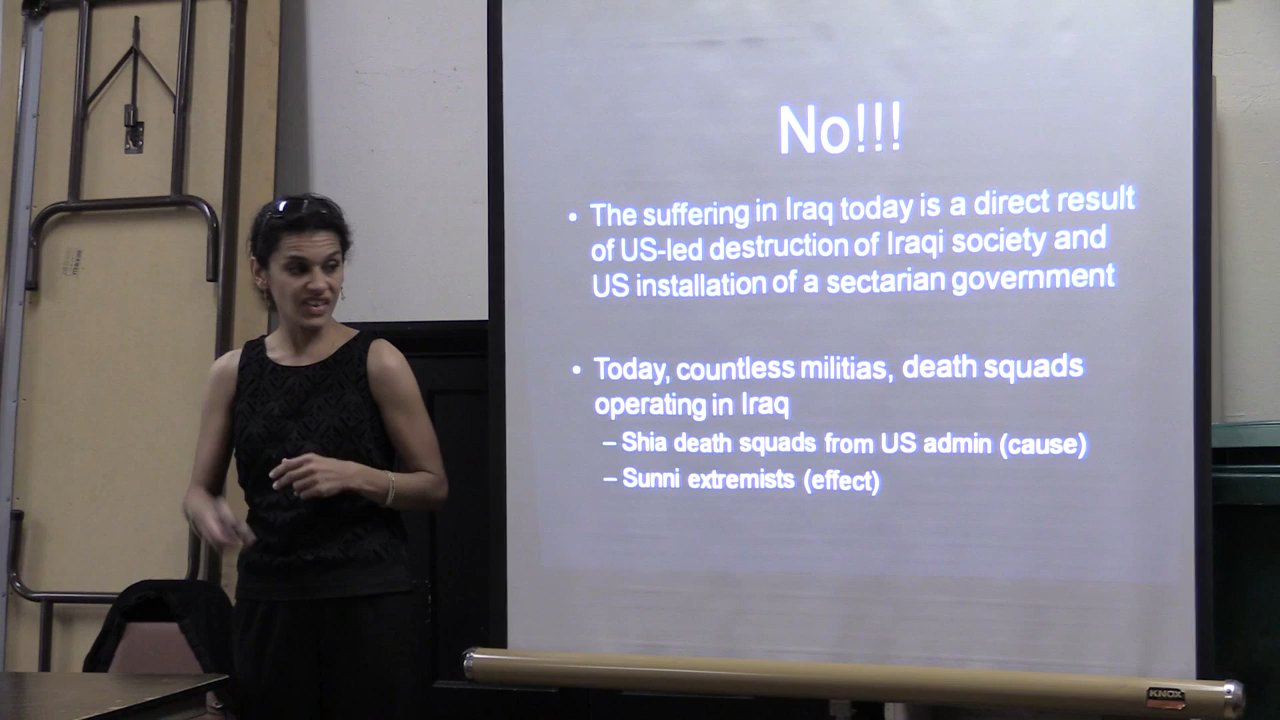 No!!!
• The suffering in Iraq today is a direct result
of US-led destruction of Iraqi society and
US installation of a sectarian government
• Today, countless militias, death squads
operating in Iraq
– Shia death squads from US admin (cause)
– Sunni extremists (effect)
KNOX